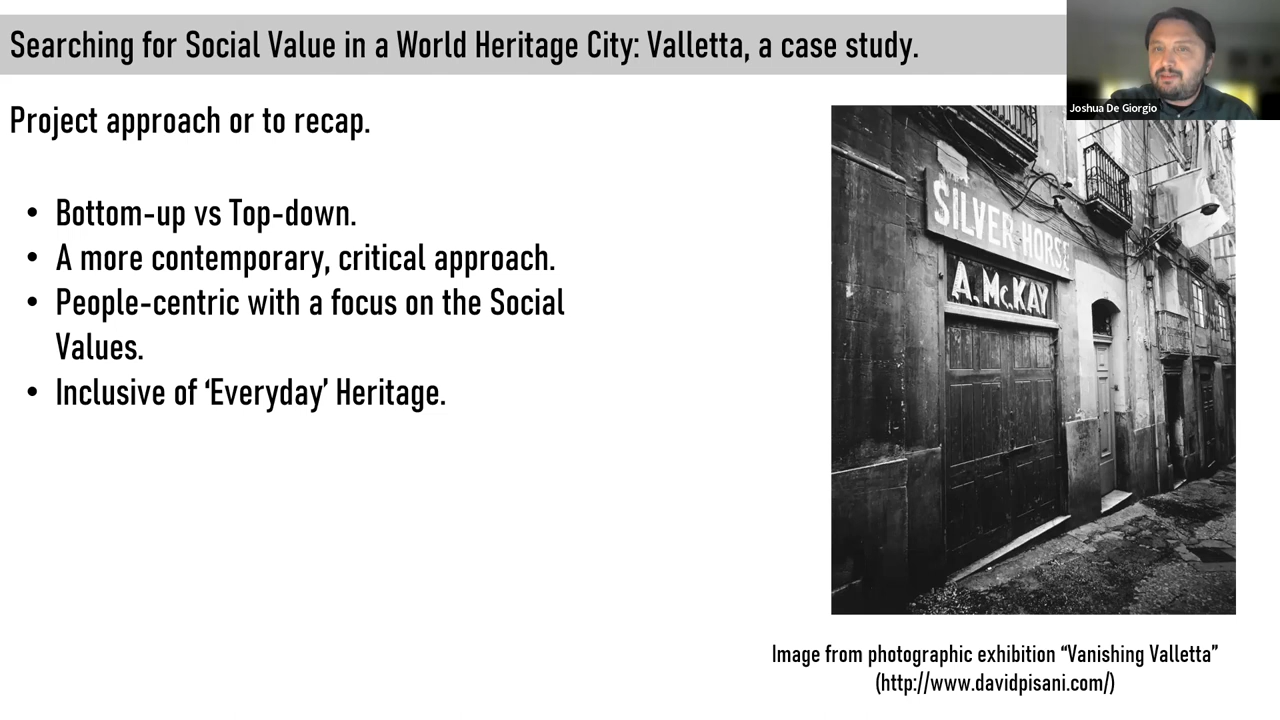 Searching for Social Value in a World Heritage City: Valletta, a case study.
Joshua De Giorgio
Project approach or to recap.
• Bottom-up vs Top-down.
• A more contemporary, critical approach.
• People-centric with a focus on the Social
Values.
• Inclusive of ‘Everyday’ Heritage.
SILVER HORSE
A. McKAY
Image from photographic exhibition “Vanishing Valletta”
(http://www.davidpisani.com/)